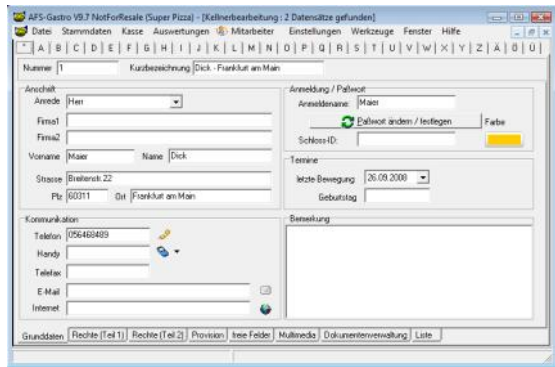 AFS-Gastro V9.7 NotForResale (Super Pizza) - [Kellnerbearbeitung : 2 Datensätze gefunden]
Datei Stammdaten Kasse Auswertungen Mitarbeiter Einstellungen Werkzeuge Fenster Hilfe
* A B C D E F G H I J K L M N O P Q R S T U V W X Y Z Ä Ö Ü
Nummer 1 Kurzbezeichnung Dick - Frankfurt am Main
Anschrift
Anrede Herr
Firma1
Firma2
Vorname Maier Name Dick
Strasse Breitenstr. 22
Plz 60311 Ort Frankfurt am Main
Anmeldung / Paßwort
Anmeldename: Maier
Paßwort ändern / festlegen Farbe
Schloss-ID:
Termine
letzte Bewegung 26.09.2008
Geburtstag
Kommunikation
Telefon 056468489
Handy
Telefax
E-Mail
Internet
Bemerkung
Grunddaten Rechte (Teil 1) Rechte (Teil 2) Provision freie Felder Multimedia Dokumentenverwaltung Liste